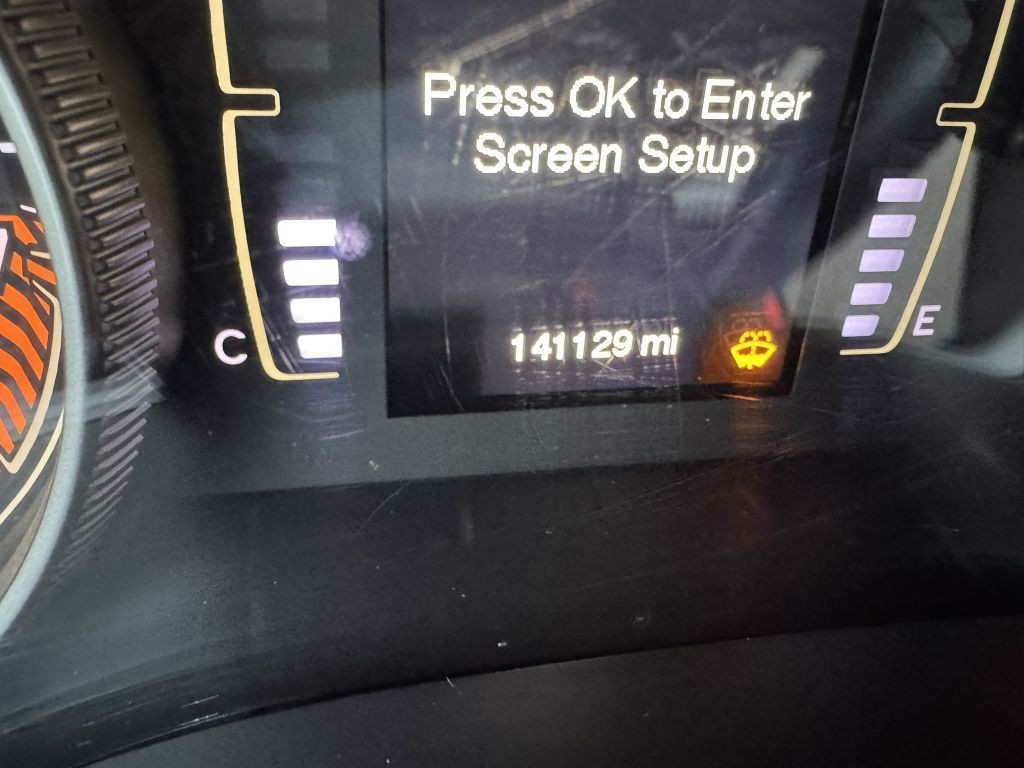 Press OK to Enter
Screen Setup
C
141129 mi
E